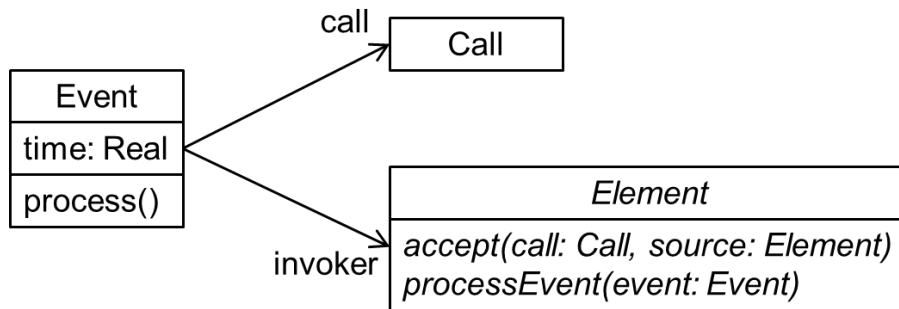 call
Call
Event
time: Real
process()
Element
accept(call: Call, source: Element)
processEvent(event: Event)
invoker